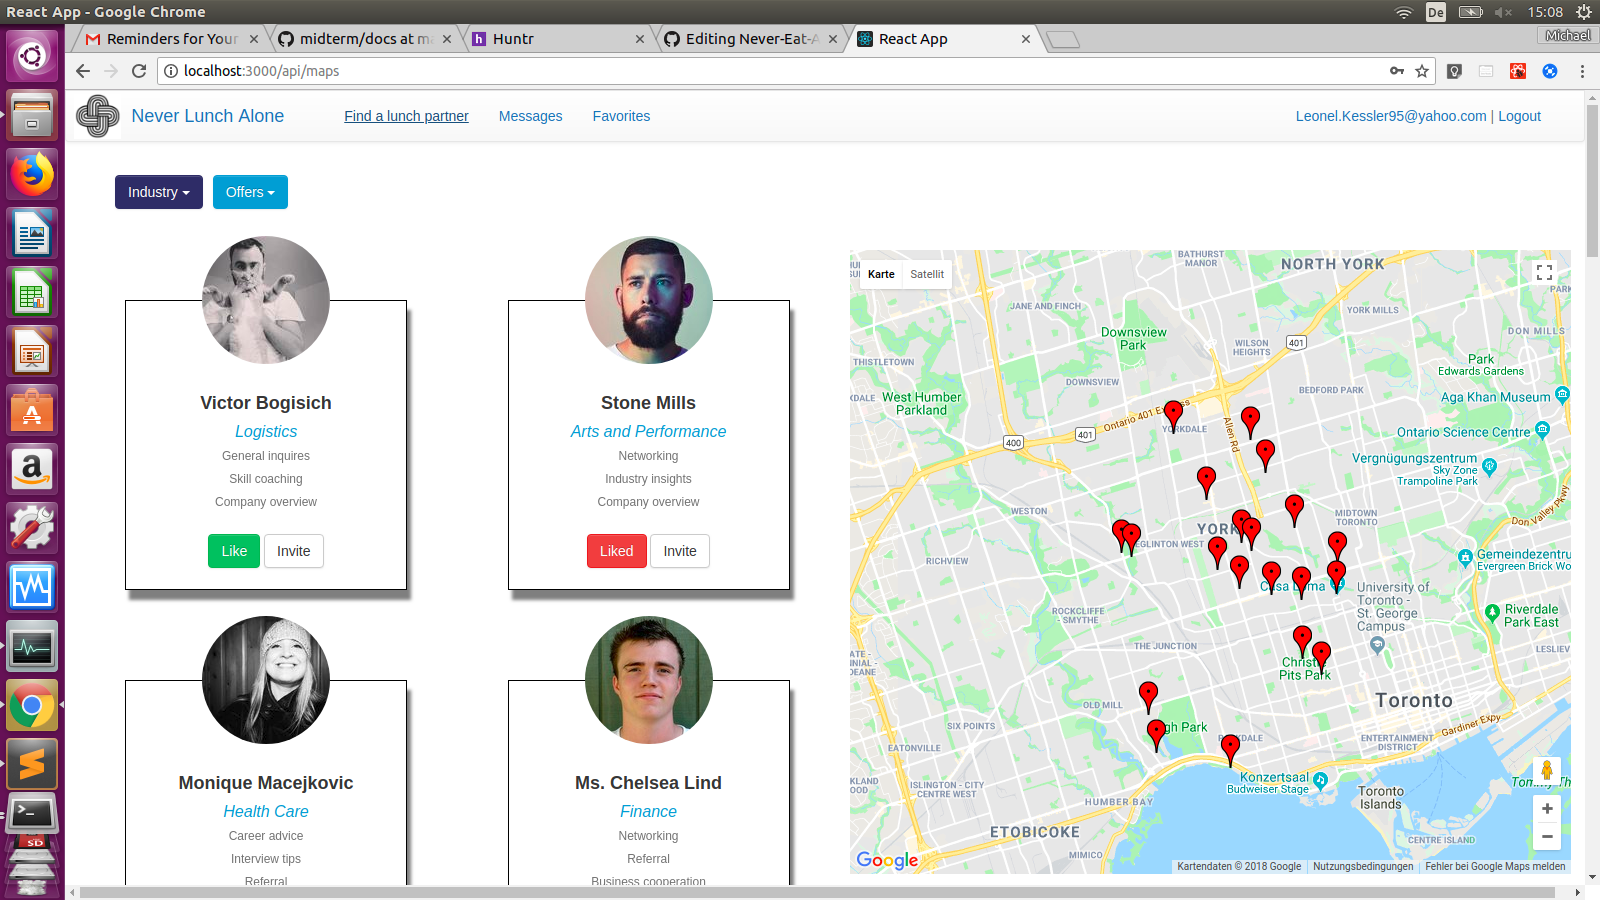 React App - Google Chrome
De
15:08
Reminders for Your
midterm/docs at ma
Huntr
Editing Never-Eat-A
React App
Michael
localhost:3000/api/maps
Never Lunch Alone
Find a lunch partner
Messages
Favorites
Leonel.Kessler95@yahoo.com | Logout
Industry
Offers
Victor Bogisich
Logistics
General inquires
Skill coaching
Company overview
Like
Invite
Stone Mills
Arts and Performance
Networking
Industry insights
Company overview
Liked
Invite
Monique Macejkovic
Health Care
Career advice
Interview tips
Referral
Ms. Chelsea Lind
Finance
Networking
Referral
Business cooperation
Karte
Satellit
BATHURST
MANOR
NORTH YORK
PARK
JANE AND FINCH
YORK MILLS
Downsview
Park
DON MILLS
WILSON
HEIGHTS
401
THISTLETOWN
Park
Edwards Gardens
DOWNSVIEW
BEDFORD PARK
West Humber
Parkland
Aga Khan Museum
Ontario 401 Express
YORKDALE
Allen Rd
400
401
Ontario Science Centre
Vergnügungszentrum
Sky Zone
Trampoline Park
WESTON
MIDTOWN
TORONTO
Don Valley Pkwy
YORK
EGLINTON WEST
RICHVIEW
Gemeindezentru
Evergreen Brick Wo
Casa Loma
University of
Toronto -
St. George
Campus
ROCKCLIFFE
- SMYTHE
Riverdale
Park East
THE JUNCTION
LESLIEV
Christie
Pits Park
OLD MILL
Toronto
SIX POINTS
High Park
Gardiner Expy
EATONVILLE
ENTERTAINMENT
DISTRICT
ISLINGTON - CITY
CENTRE WEST
Konzertsaal
Budweiser Stage
Tommy Th
HUMBER BAY
Toronto
Islands
ETOBICOKE
CENTRE ISLAND
MIMICO
Google
Kartendaten © 2018 Google
Nutzungsbedingungen
Fehler bei Google Maps melden